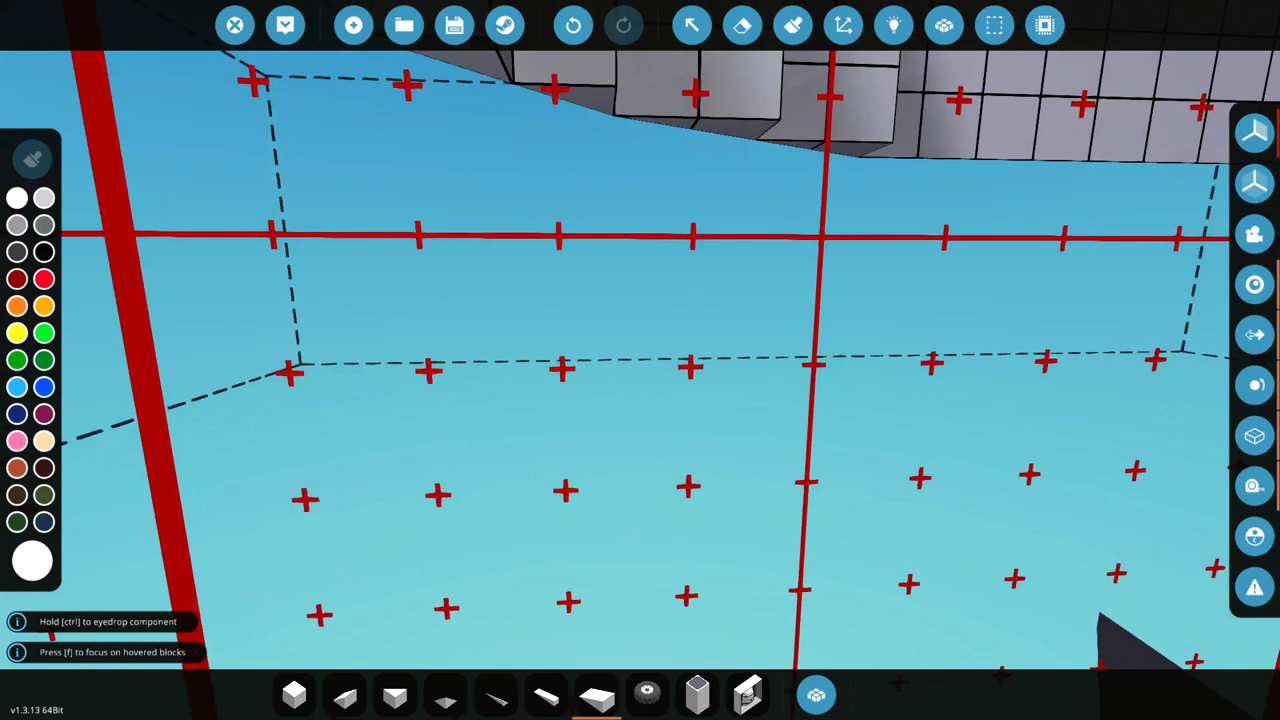 Hold [ctrl] to eyedrop component
Press [f] to focus on hovered blocks
v1.3.13 64Bit